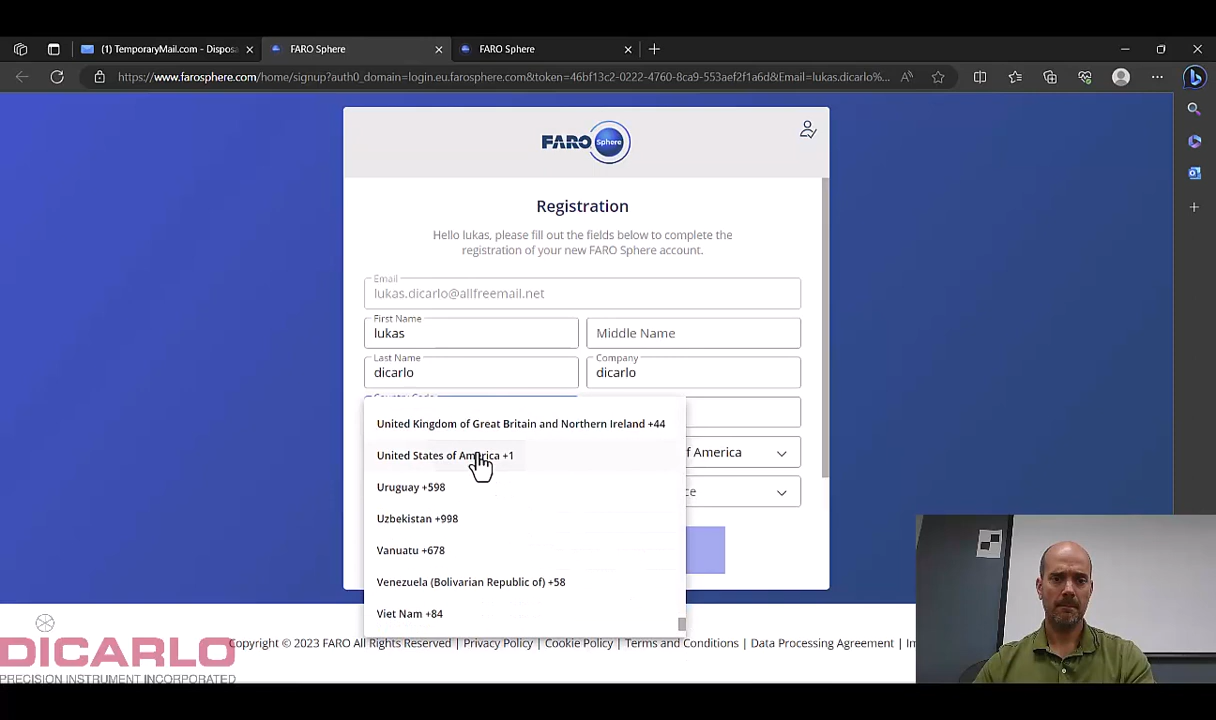 (1) TemporaryMail.com - Disposa
FARO Sphere
FARO Sphere
https://www.farosphere.com/home/signup?auth0_domain=login.eu.farosphere.com&token=46bf13c2-0222-4760-8ca9-553aef2f1a6d&Email=lukas.dicarlo%...
FARO Sphere
Registration
Hello lukas, please fill out the fields below to complete the
registration of your new FARO Sphere account.
Email
lukas.dicarlo@allfreemail.net
First Name
lukas
Middle Name
Last Name
dicarlo
Company
dicarlo
United Kingdom of Great Britain and Northern Ireland +44
United States of America +1
f America
Uruguay +598
ce
Uzbekistan +998
Vanuatu +678
Venezuela (Bolivarian Republic of) +58
Viet Nam +84
Copyright © 2023 FARO All Rights Reserved | Privacy Policy | Cookie Policy | Terms and Conditions | Data Processing Agreement | Im
DICARLO
PRECISION INSTRUMENT INCORPORATED